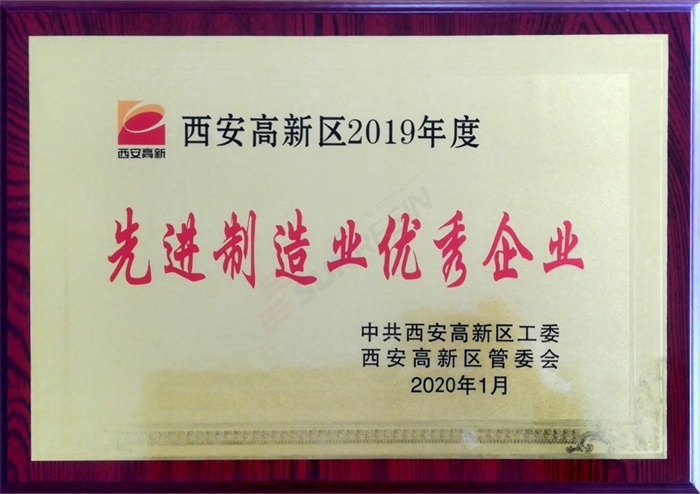 西安高新区2019年度
西安高新
先进制造业优秀企业
中共西安高新区工委
西安高新区管委会
2020年1月